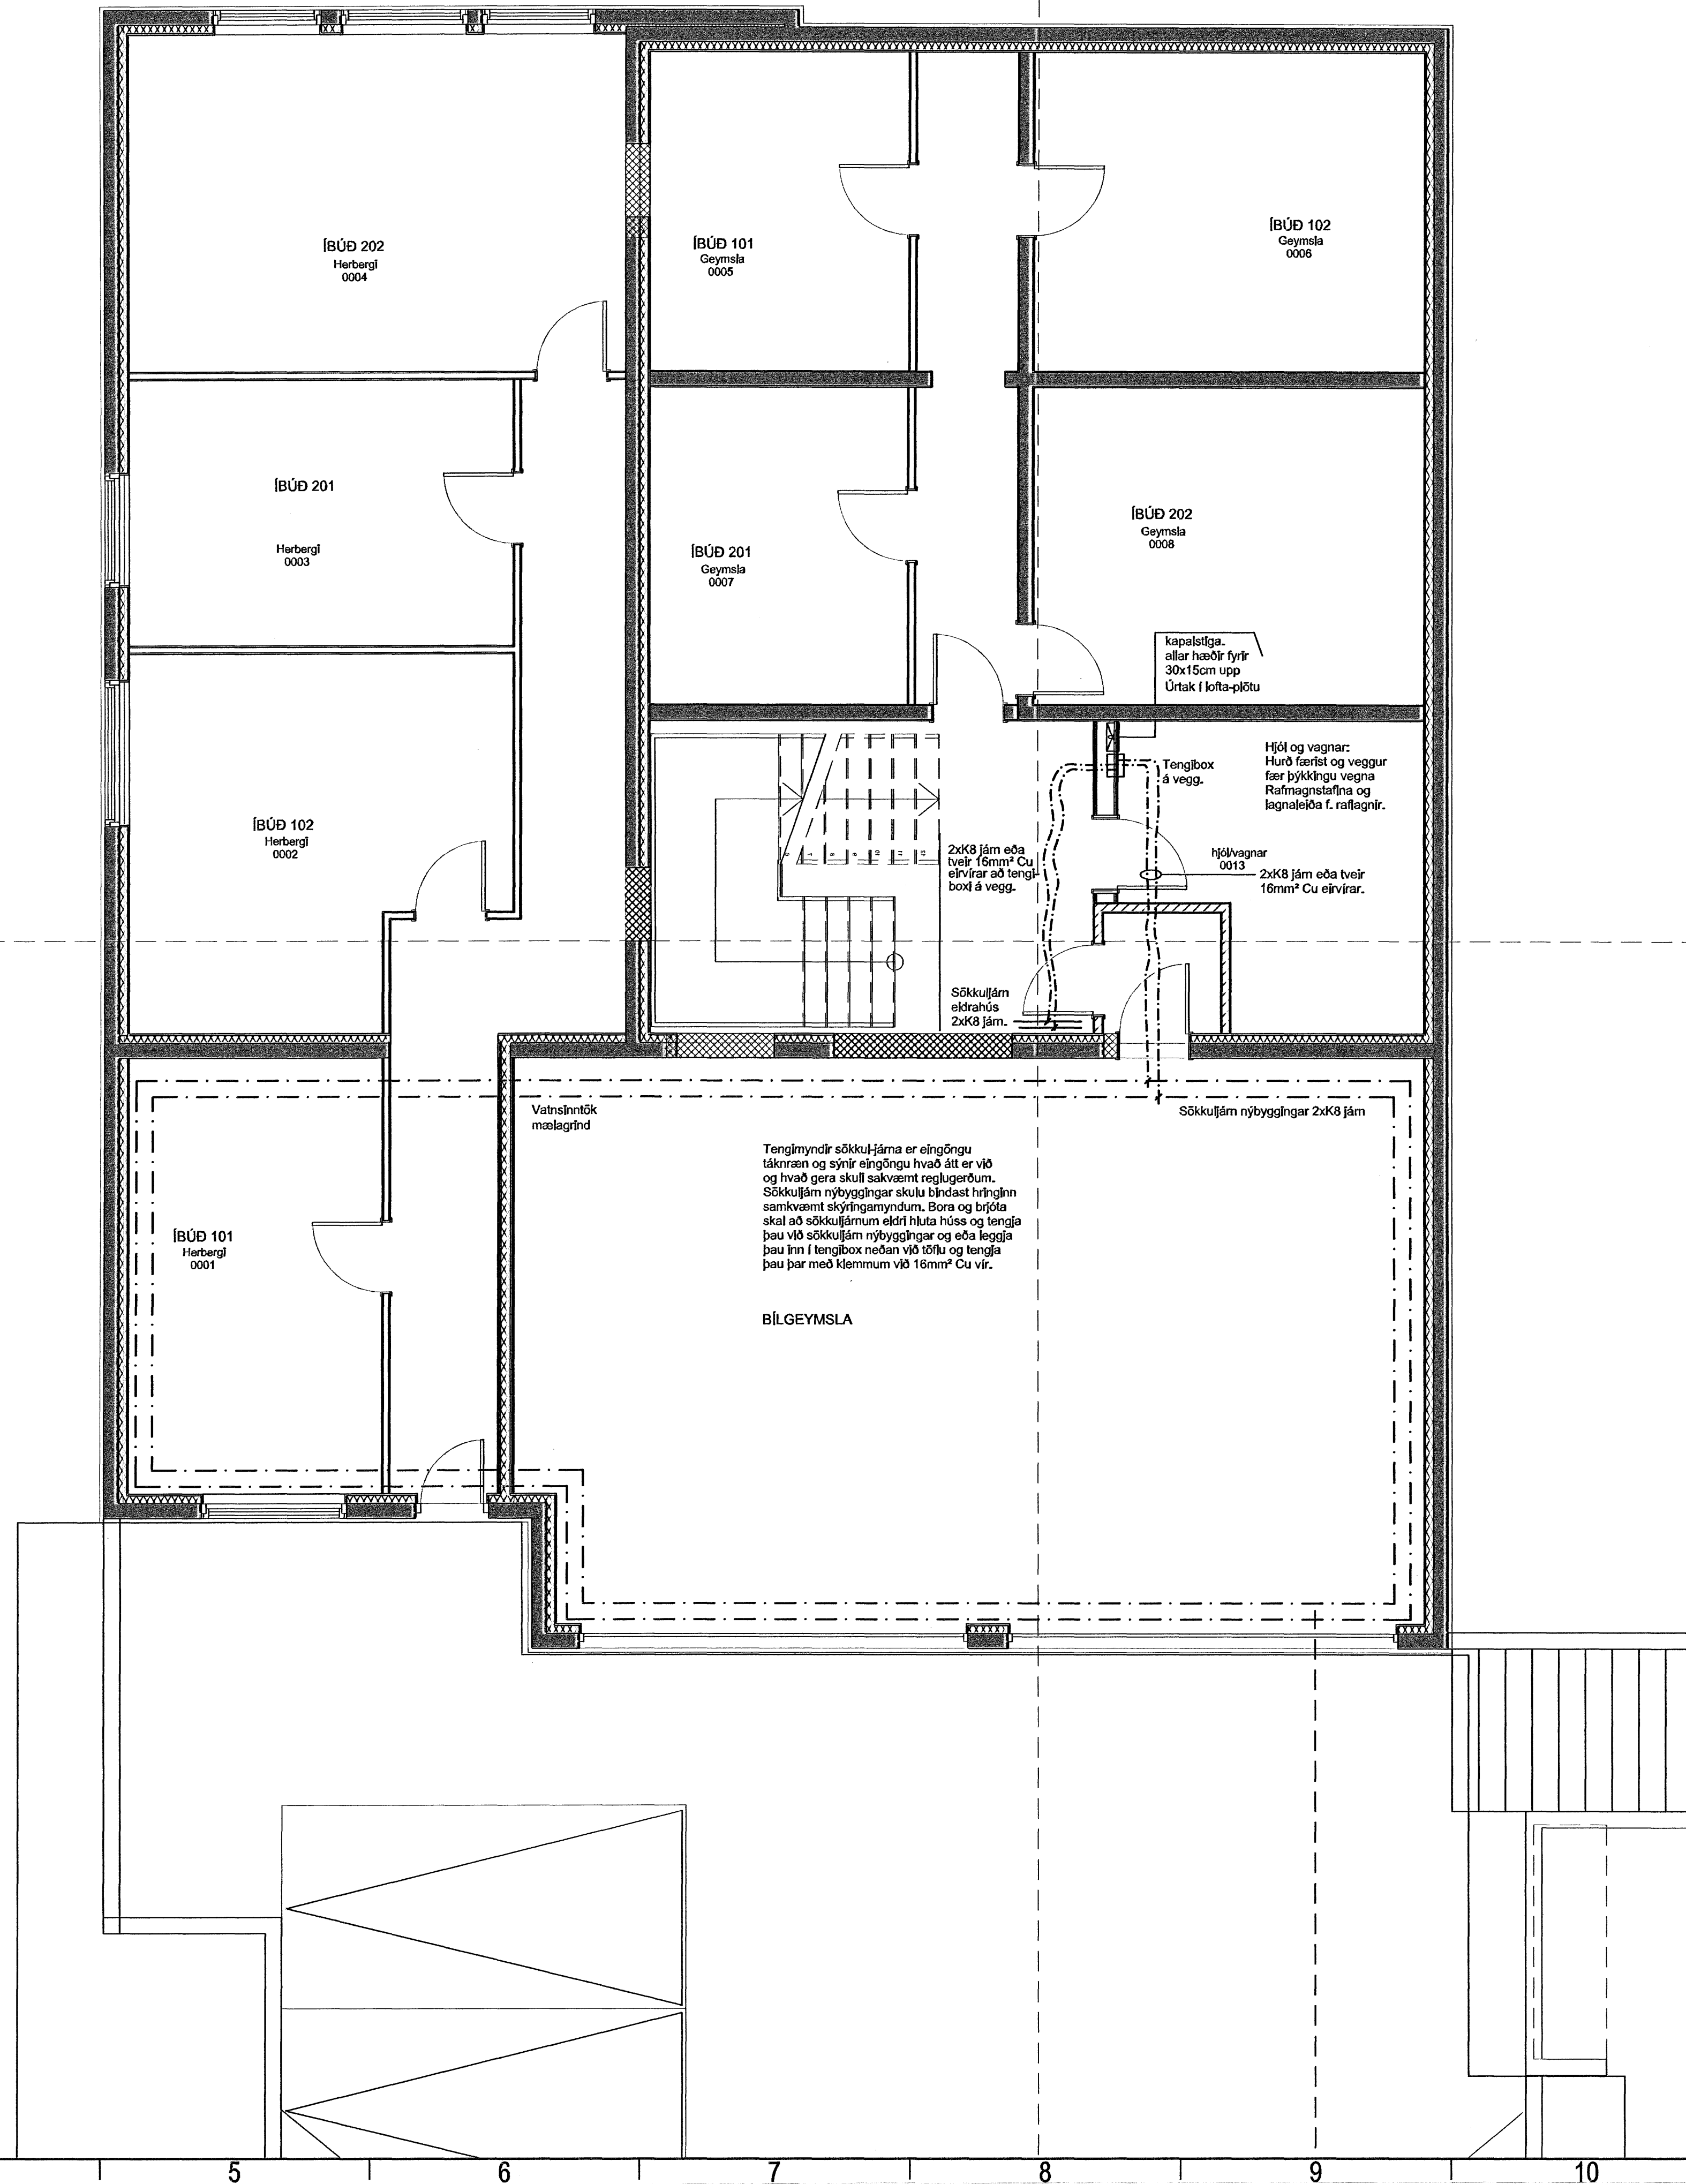 ÍBÚÐ 202
Herbergi
0004
ÍBÚÐ 101
Geymsla
0005
ÍBÚÐ 102
Geymsla
0006
ÍBÚÐ 201
Herbergi
0003
ÍBÚÐ 201
Geymsla
0007
ÍBÚÐ 202
Geymsla
0008
kapalstiga.
allar hæðir fyrir
30x15cm upp
Úrtak í lofta-plötu
Tengibox
á vegg.
Hjól og vagnar:
Hurð færist og veggur
fær þýkkingu vegna
Rafmagnstaflna og
lagnaleiða f. raflagnir.
ÍBÚÐ 102
Herbergi
0002
2xK8 járn eða
tveir 16mm² Cu
eirvírar að tengi-
boxi á vegg.
hjól/vagnar
0013
2xK8 járn eða tveir
16mm² Cu eirvírar.
Sökkuljárn
eldrahús
2xK8 járn.
Vatnsinntök
mælagrind
Sökkuljárn nýbyggingar 2xK8 járn
Tengimyndir sökkul-járna er eingöngu
táknræn og sýnir eingöngu hvað átt er við
og hvað gera skuli sakvæmt reglugerðum.
Sökkuljárn nýbyggingar skulu bindast hringinn
samkvæmt skýringamyndum. Bora og brjóta
skal að sökkuljárnum eldri hluta húss og tengja
þau við sökkuljárn nýbyggingar og eða leggja
þau inn í tengibox neðan við töflu og tengja
þau þar með klemmum við 16mm² Cu vír.
ÍBÚÐ 101
Herbergi
0001
BÍLGEYMSLA
5 6 7 8 9 10